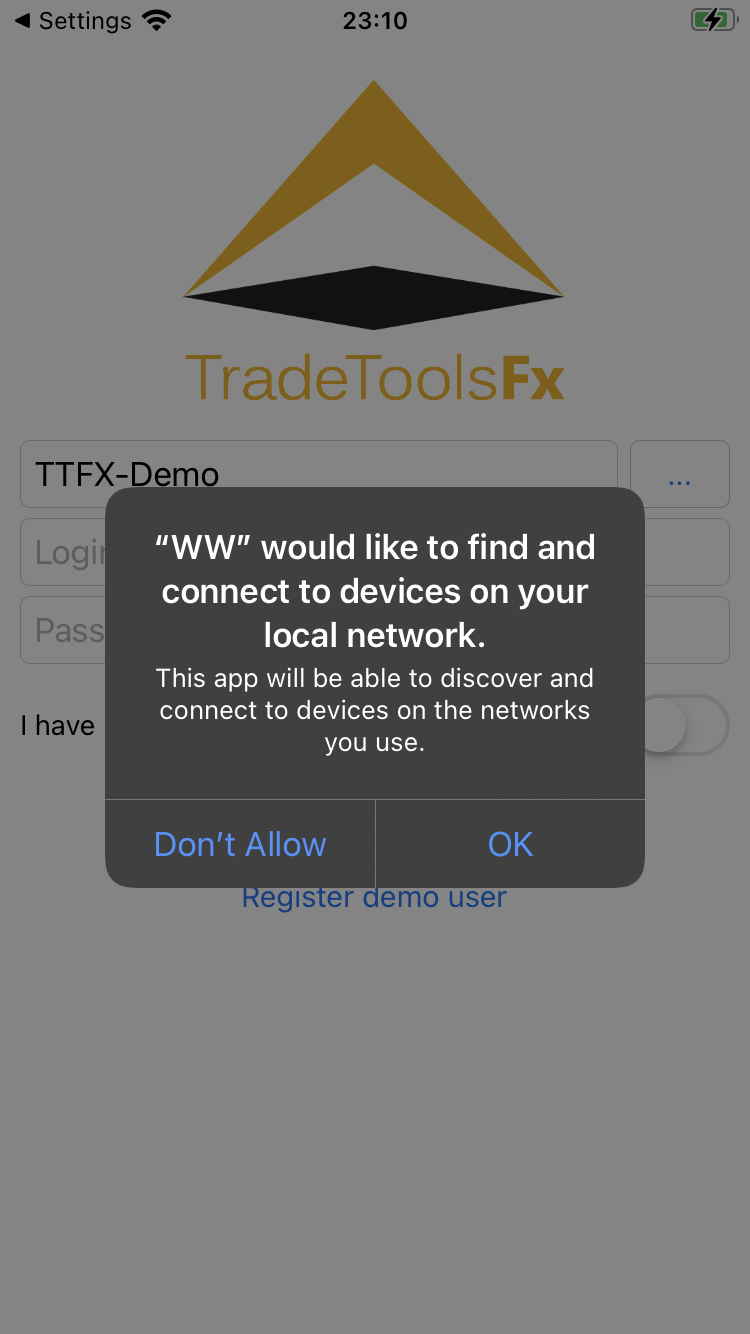 Settings
23:10
TradeToolsFx
TTFX-Demo
...
“WW” would like to find and
connect to devices on your
local network.
This app will be able to discover and
connect to devices on the networks
you use.
I have
Don’t Allow
OK
Register demo user